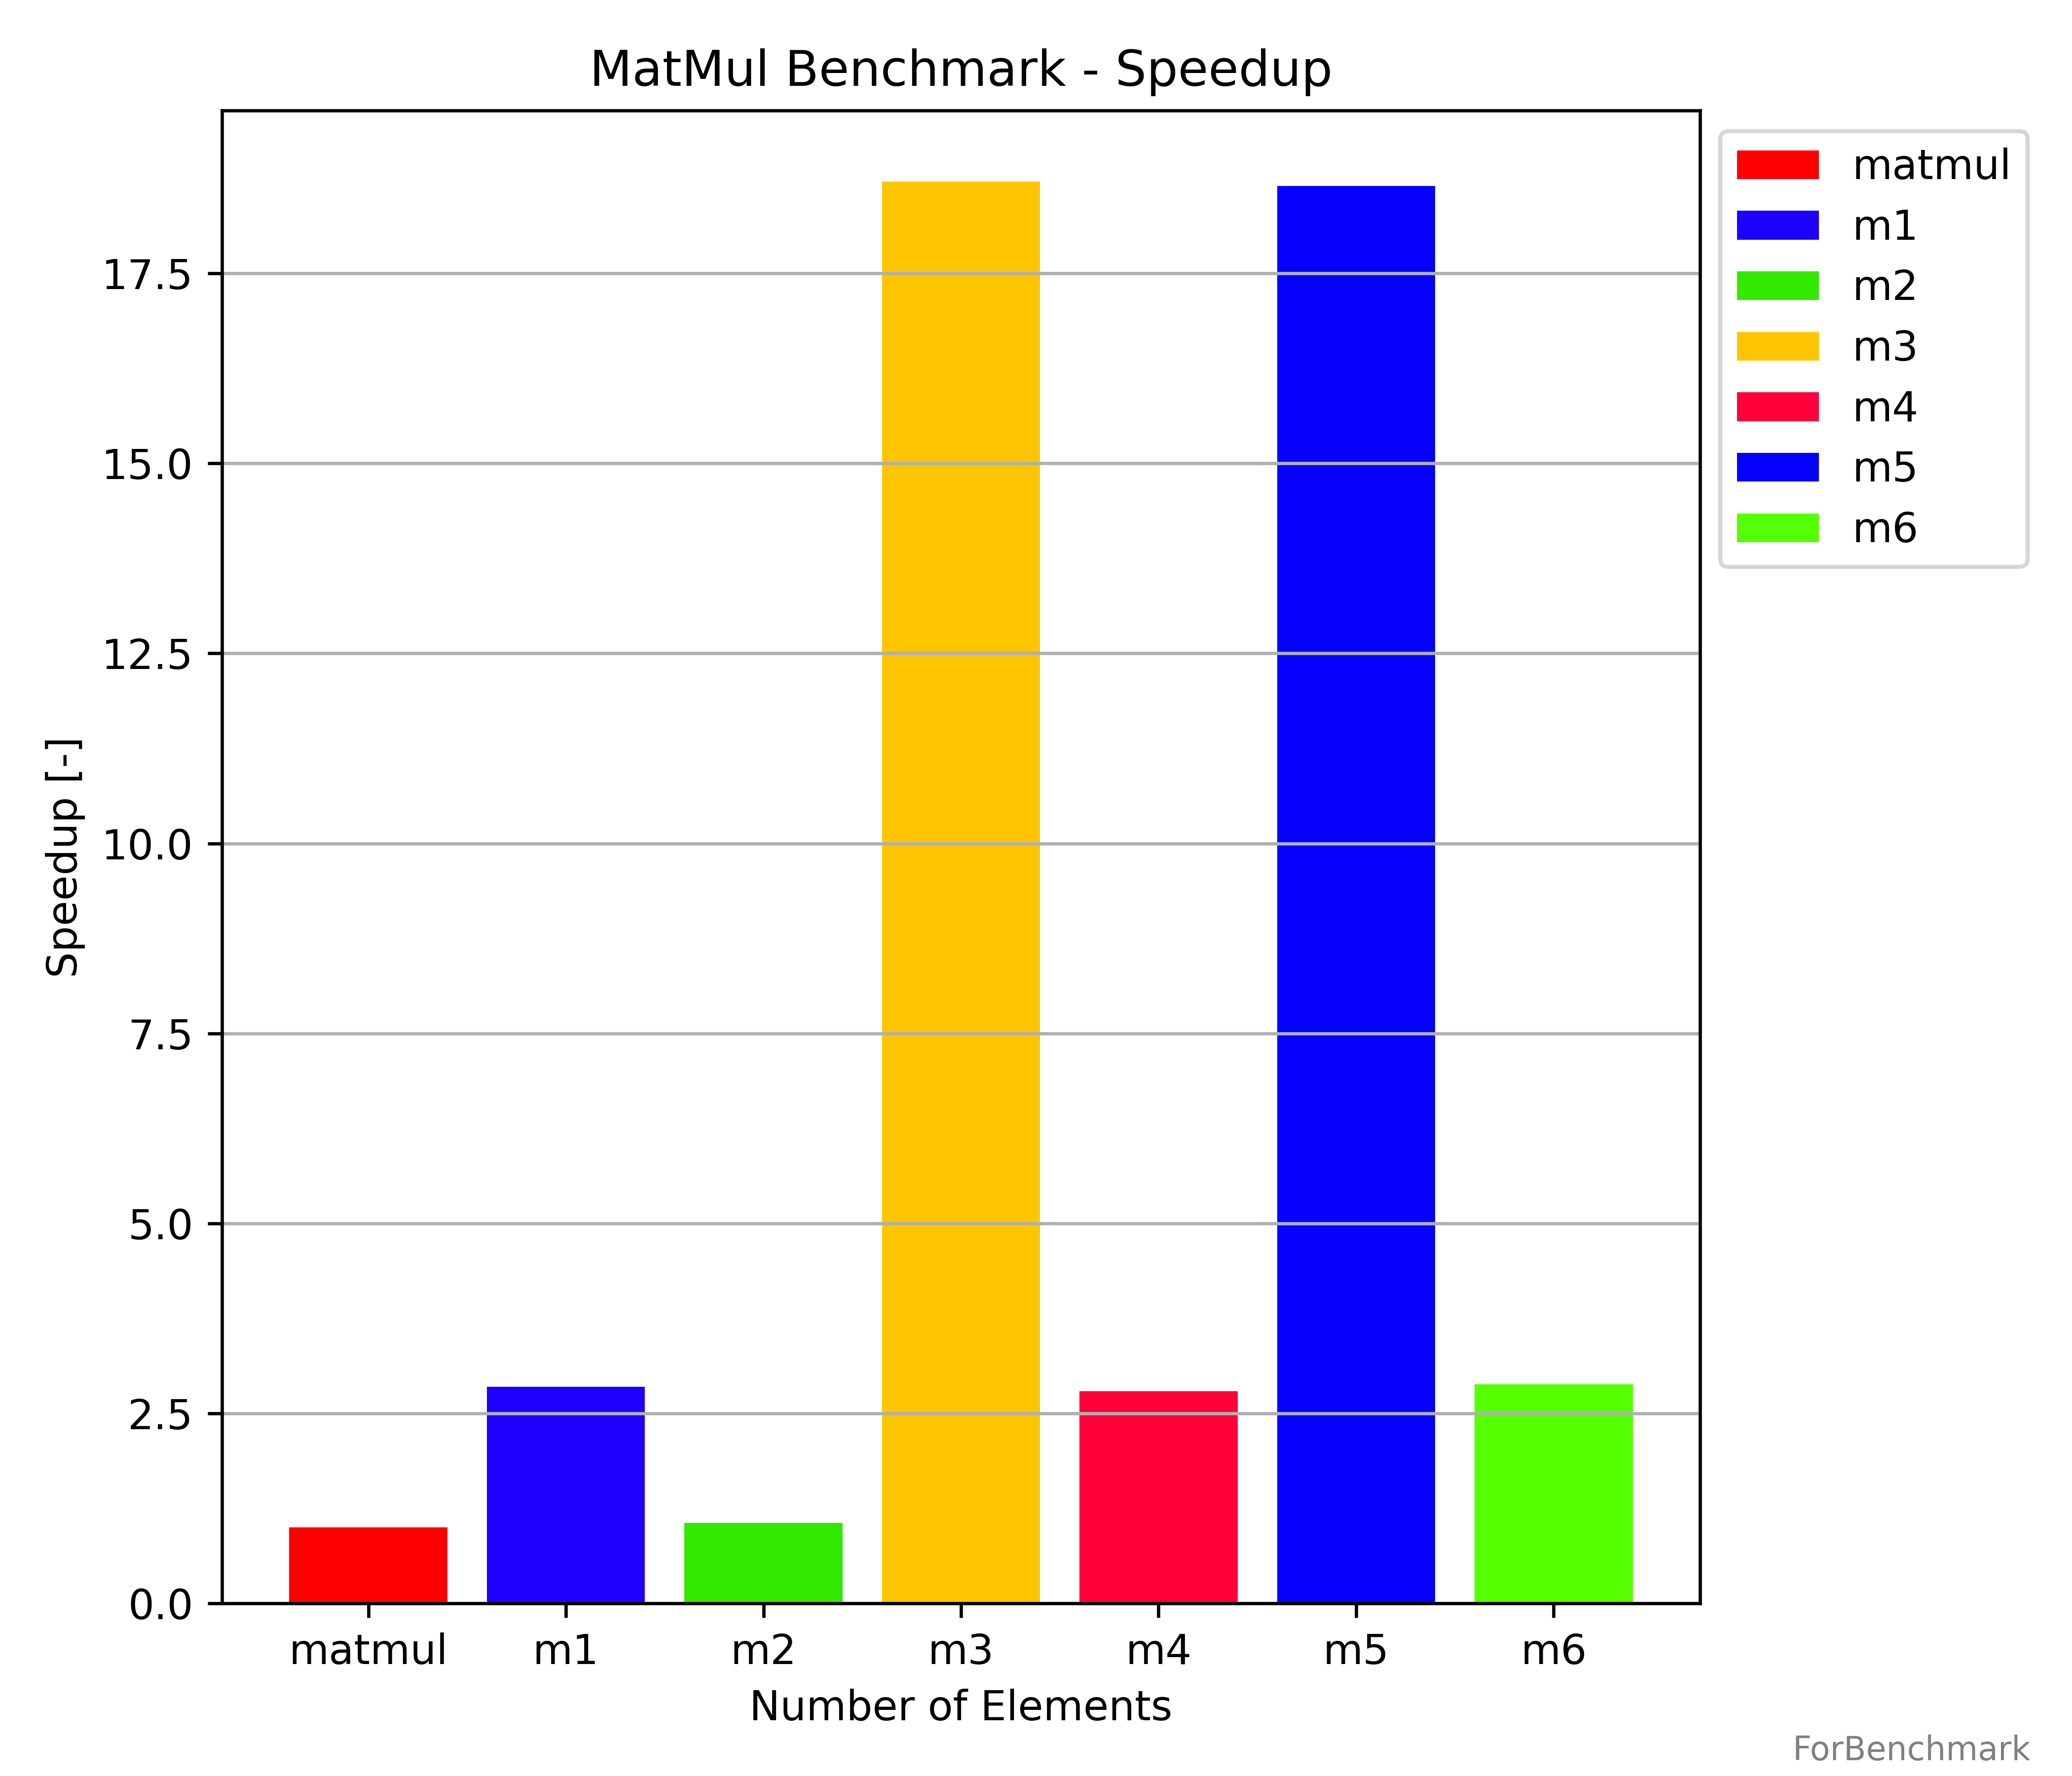 MatMul Benchmark - Speedup
matmul
m1
m2
m3
m4
m5
m6
Speedup [-]
17.5
15.0
12.5
10.0
7.5
5.0
2.5
0.0
matmul m1 m2 m3 m4 m5 m6
Number of Elements
ForBenchmark